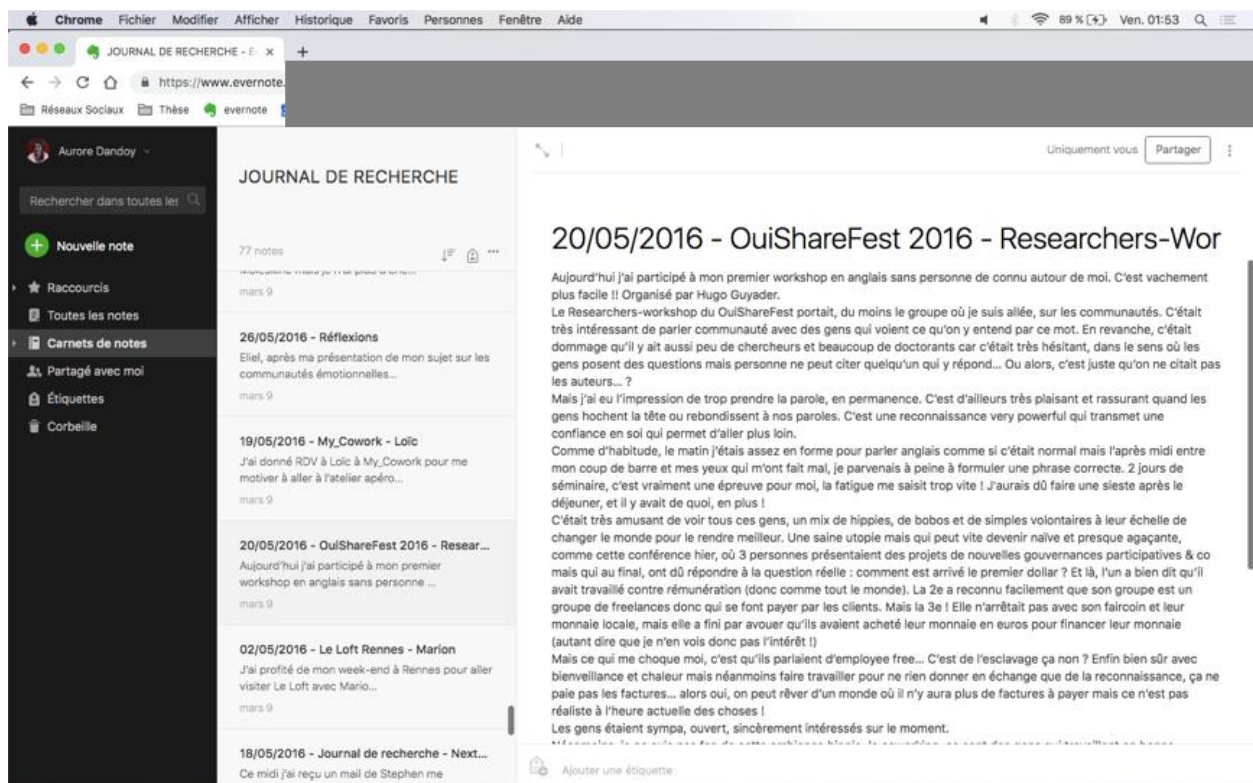 Chrome Fichier Modifier Afficher Historique Favoris Personnes Fenêtre Aide
89 % Ven. 01:53
JOURNAL DE RECHERCHE - E
https://www.evernote.
Réseaux Sociaux Thèse evernote
Aurore Dandoy
Rechercher dans toutes les
Nouvelle note
Raccourcis
Toutes les notes
Carnets de notes
Partagé avec moi
Étiquettes
Corbeille
JOURNAL DE RECHERCHE
77 notes
mars 9
26/05/2016 - Réflexions
Eliel, après ma présentation de mon sujet sur les
communautés émotionnelles...
mars 9
19/05/2016 - My_Cowork - Loïc
J'ai donné RDV à Loïc à My_Cowork pour me
motiver à aller à l'atelier apéro...
mars 9
20/05/2016 - OuiShareFest 2016 - Resear...
Aujourd'hui j'ai participé à mon premier
workshop en anglais sans personne ...
mars 9
02/05/2016 - Le Loft Rennes - Marion
J'ai profité de mon week-end à Rennes pour aller
visiter Le Loft avec Mario...
mars 9
18/05/2016 - Journal de recherche - Next...
Ce midi j'ai reçu un mail de Stephen me
Uniquement vous Partager
20/05/2016 - OuiShareFest 2016 - Researchers-Wor
Aujourd'hui j'ai participé à mon premier workshop en anglais sans personne de connu autour de moi. C'est vachement
plus facile !! Organisé par Hugo Guyader.
Le Researchers-workshop du OuiShareFest portait, du moins le groupe où je suis allée, sur les communautés. C'était
très intéressant de parler communauté avec des gens qui voient ce qu'on y entend par ce mot. En revanche, c'était
dommage qu'il y ait aussi peu de chercheurs et beaucoup de doctorants car c'était très hésitant, dans le sens où les
gens posent des questions mais personne ne peut citer quelqu'un qui y répond... Ou alors, c'est juste qu'on ne citait pas
les auteurs... ?
Mais j'ai eu l'impression de trop prendre la parole, en permanence. C'est d'ailleurs très plaisant et rassurant quand les
gens hochent la tête ou rebondissent à nos paroles. C'est une reconnaissance very powerful qui transmet une
confiance en soi qui permet d'aller plus loin.
Comme d'habitude, le matin j'étais assez en forme pour parler anglais comme si c'était normal mais l'après midi entre
mon coup de barre et mes yeux qui m'ont fait mal, je parvenais à peine à formuler une phrase correcte. 2 jours de
séminaire, c'est vraiment une épreuve pour moi, la fatigue me saisit trop vite ! J'aurais dû faire une sieste après le
déjeuner, et il y avait de quoi, en plus !
C'était très amusant de voir tous ces gens, un mix de hippies, de bobos et de simples volontaires à leur échelle de
changer le monde pour le rendre meilleur. Une saine utopie mais qui peut vite devenir naïve et presque agaçante,
comme cette conférence hier, où 3 personnes présentaient des projets de nouvelles gouvernances participatives & co
mais qui au final, ont dû répondre à la question réelle : comment est arrivé le premier dollar ? Et là, l'un a bien dit qu'il
avait travaillé contre rémunération (donc comme tout le monde). La 2e a reconnu facilement que son groupe est un
groupe de freelances donc qui se font payer par les clients. Mais la 3e ! Elle n'arrêtait pas avec son faircoin et leur
monnaie locale, mais elle a fini par avouer qu'ils avaient acheté leur monnaie en euros pour financer leur monnaie
(autant dire que je n'en vois donc pas l'intérêt !)
Mais ce qui me choque moi, c'est qu'ils parlaient d'employee free... C'est de l'esclavage ça non ? Enfin bien sûr avec
bienveillance et chaleur mais néanmoins faire travailler pour ne rien donner en échange que de la reconnaissance, ça ne
paie pas les factures... alors oui, on peut rêver d'un monde où il n'y aura plus de factures à payer mais ce n'est pas
réaliste à l'heure actuelle des choses !
Les gens étaient sympa, ouvert, sincèrement intéressés sur le moment.
Ajouter une étiquette